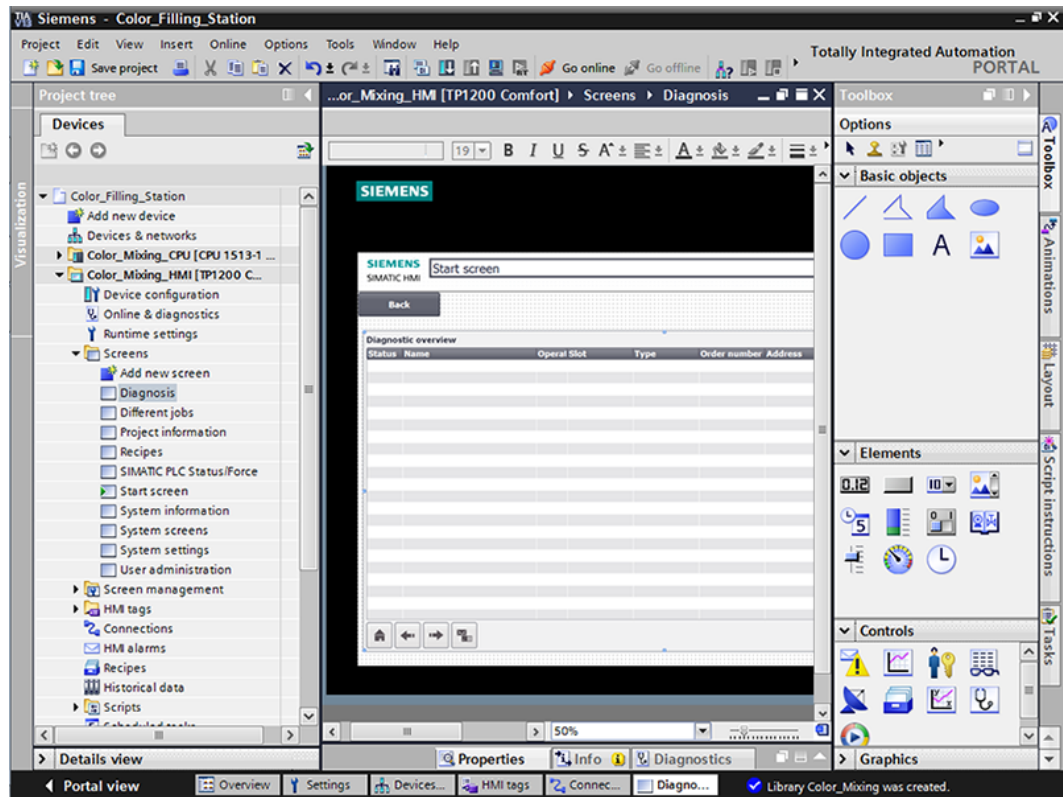 Siemens - Color_Filling_Station
Project Edit View Insert Online Options Tools Window Help
Save project
Go online
Go offline
Totally Integrated Automation
PORTAL
Project tree
Devices
Visualization
Color_Filling_Station
Add new device
Devices & networks
Color_Mixing_CPU [CPU 1513-1 ...
Color_Mixing_HMI [TP1200 C...
Device configuration
Online & diagnostics
Runtime settings
Screens
Add new screen
Diagnosis
Different jobs
Project information
Recipes
SIMATIC PLC Status/Force
Start screen
System information
System screens
System settings
User administration
Screen management
HMI tags
Connections
HMI alarms
Recipes
Historical data
Scripts
Details view
...or_Mixing_HMI [TP1200 Comfort] Screens Diagnosis
19 B I U S A A
SIEMENS
SIEMENS
SIMATIC HMI
Start screen
Back
Diagnostic overview
Status Name Operal Slot Type Order number Address
50%
Properties Info Diagnostics
Toolbox
Options
Basic objects
A
Elements
0.12
10
5
0 1
Controls
Graphics
Toolbox
Animations
Layout
Script instructions
Tasks
Portal view
Overview
Settings
Devices...
HMI tags
Connec...
Diagno...
Library Color_Mixing was created.